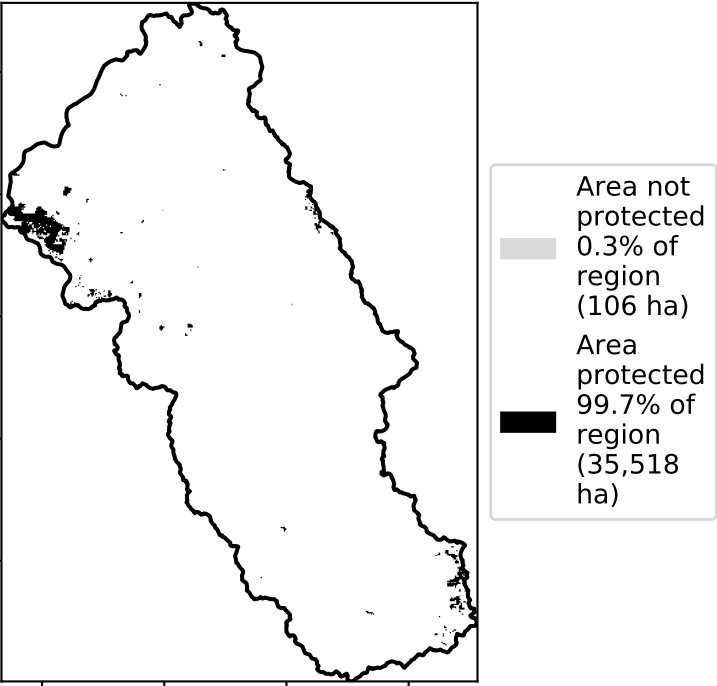 Area not
protected
0.3% of
region
(106 ha)
Area
protected
99.7% of
region
(35,518
ha)